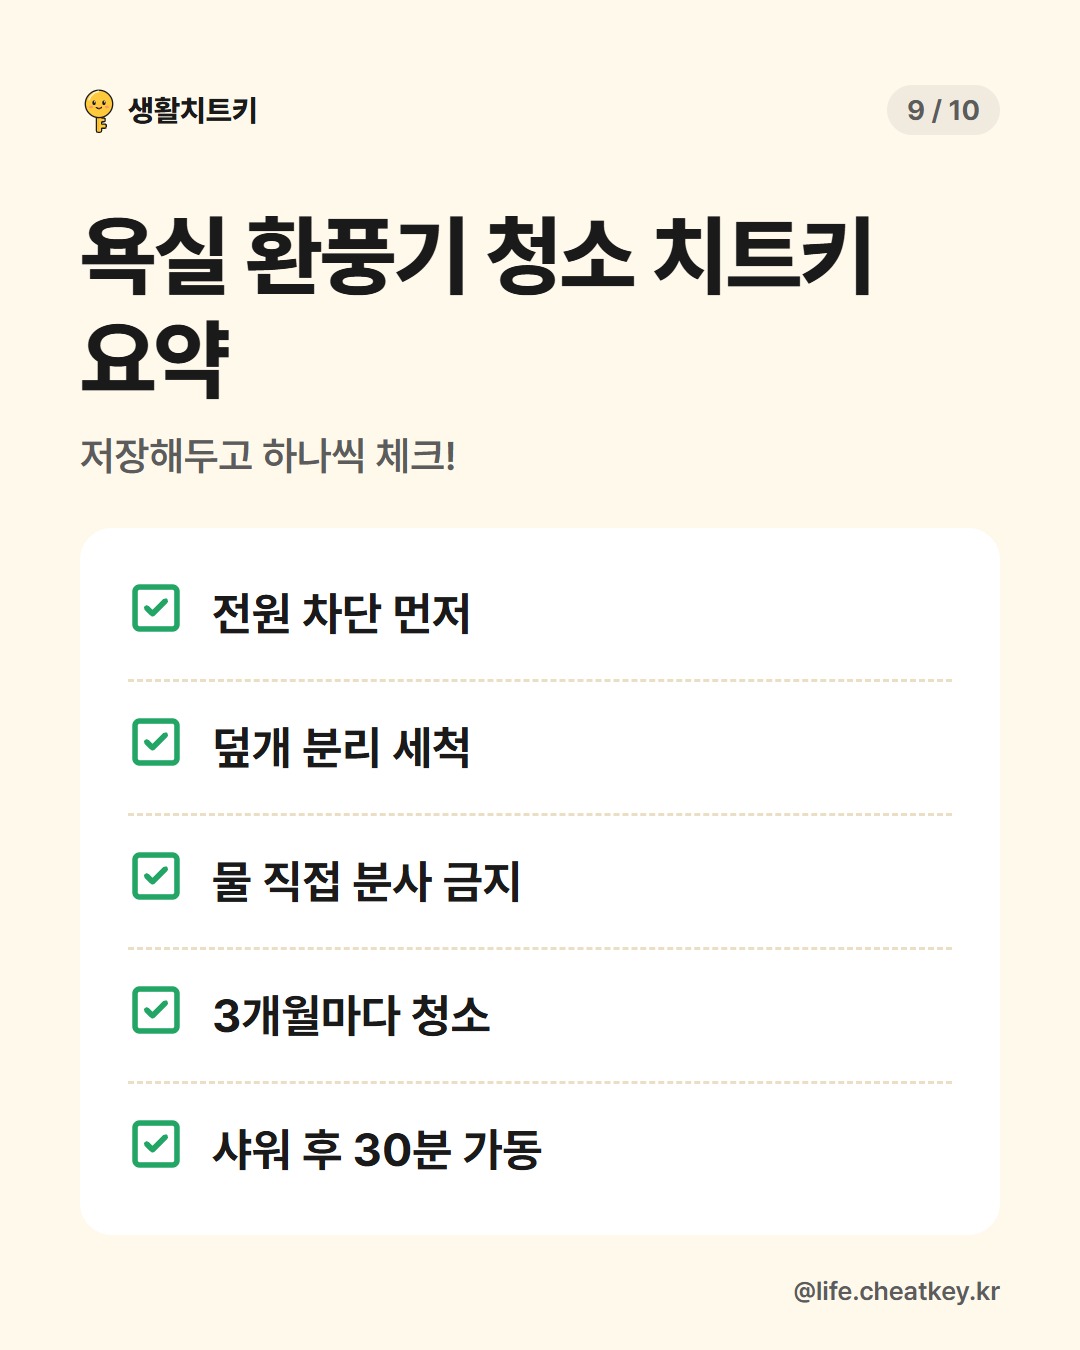 생활치트키
9 / 10
욕실 환풍기 청소 치트키
요약
저장해두고 하나씩 체크!
전원 차단 먼저
덮개 분리 세척
물 직접 분사 금지
3개월마다 청소
샤워 후 30분 가동
@life.cheatkey.kr